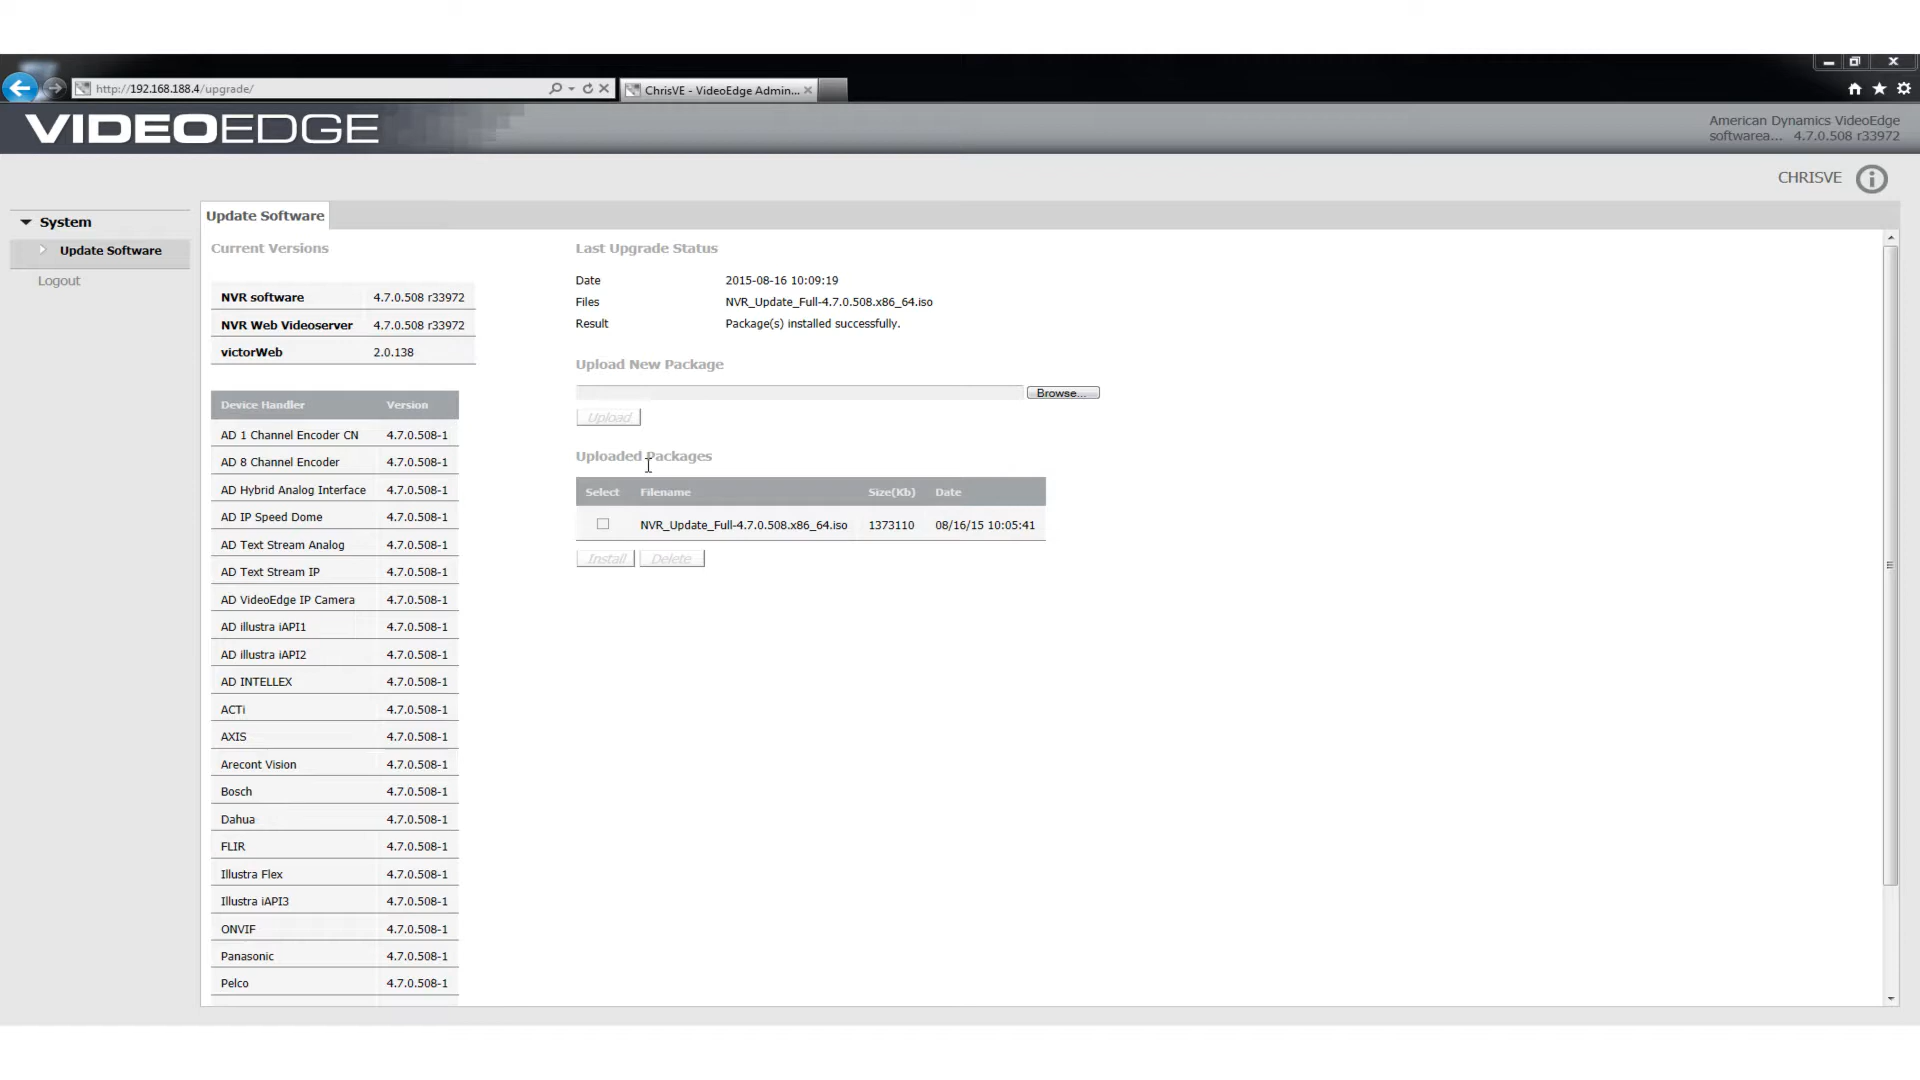 http://192.168.188.4/upgrade/
ChrisVE - VideoEdge Admin...
VIDEOEDGE
American Dynamics VideoEdge
softwarea... 4.7.0.508 r33972
CHRISVE
System
Update Software
Logout
Update Software
Current Versions
NVR software 4.7.0.508 r33972
NVR Web Videoserver 4.7.0.508 r33972
victorWeb 2.0.138
Device Handler Version
AD 1 Channel Encoder CN 4.7.0.508-1
AD 8 Channel Encoder 4.7.0.508-1
AD Hybrid Analog Interface 4.7.0.508-1
AD IP Speed Dome 4.7.0.508-1
AD Text Stream Analog 4.7.0.508-1
AD Text Stream IP 4.7.0.508-1
AD VideoEdge IP Camera 4.7.0.508-1
AD illustra iAPI1 4.7.0.508-1
AD illustra iAPI2 4.7.0.508-1
AD INTELLEX 4.7.0.508-1
ACTi 4.7.0.508-1
AXIS 4.7.0.508-1
Arecont Vision 4.7.0.508-1
Bosch 4.7.0.508-1
Dahua 4.7.0.508-1
FLIR 4.7.0.508-1
Illustra Flex 4.7.0.508-1
Illustra iAPI3 4.7.0.508-1
ONVIF 4.7.0.508-1
Panasonic 4.7.0.508-1
Pelco 4.7.0.508-1
Last Upgrade Status
Date 2015-08-16 10:09:19
Files NVR_Update_Full-4.7.0.508.x86_64.iso
Result Package(s) installed successfully.
Upload New Package
Browse...
Upload
Uploaded Packages
Select Filename Size(Kb) Date
NVR_Update_Full-4.7.0.508.x86_64.iso 1373110 08/16/15 10:05:41
Install Delete